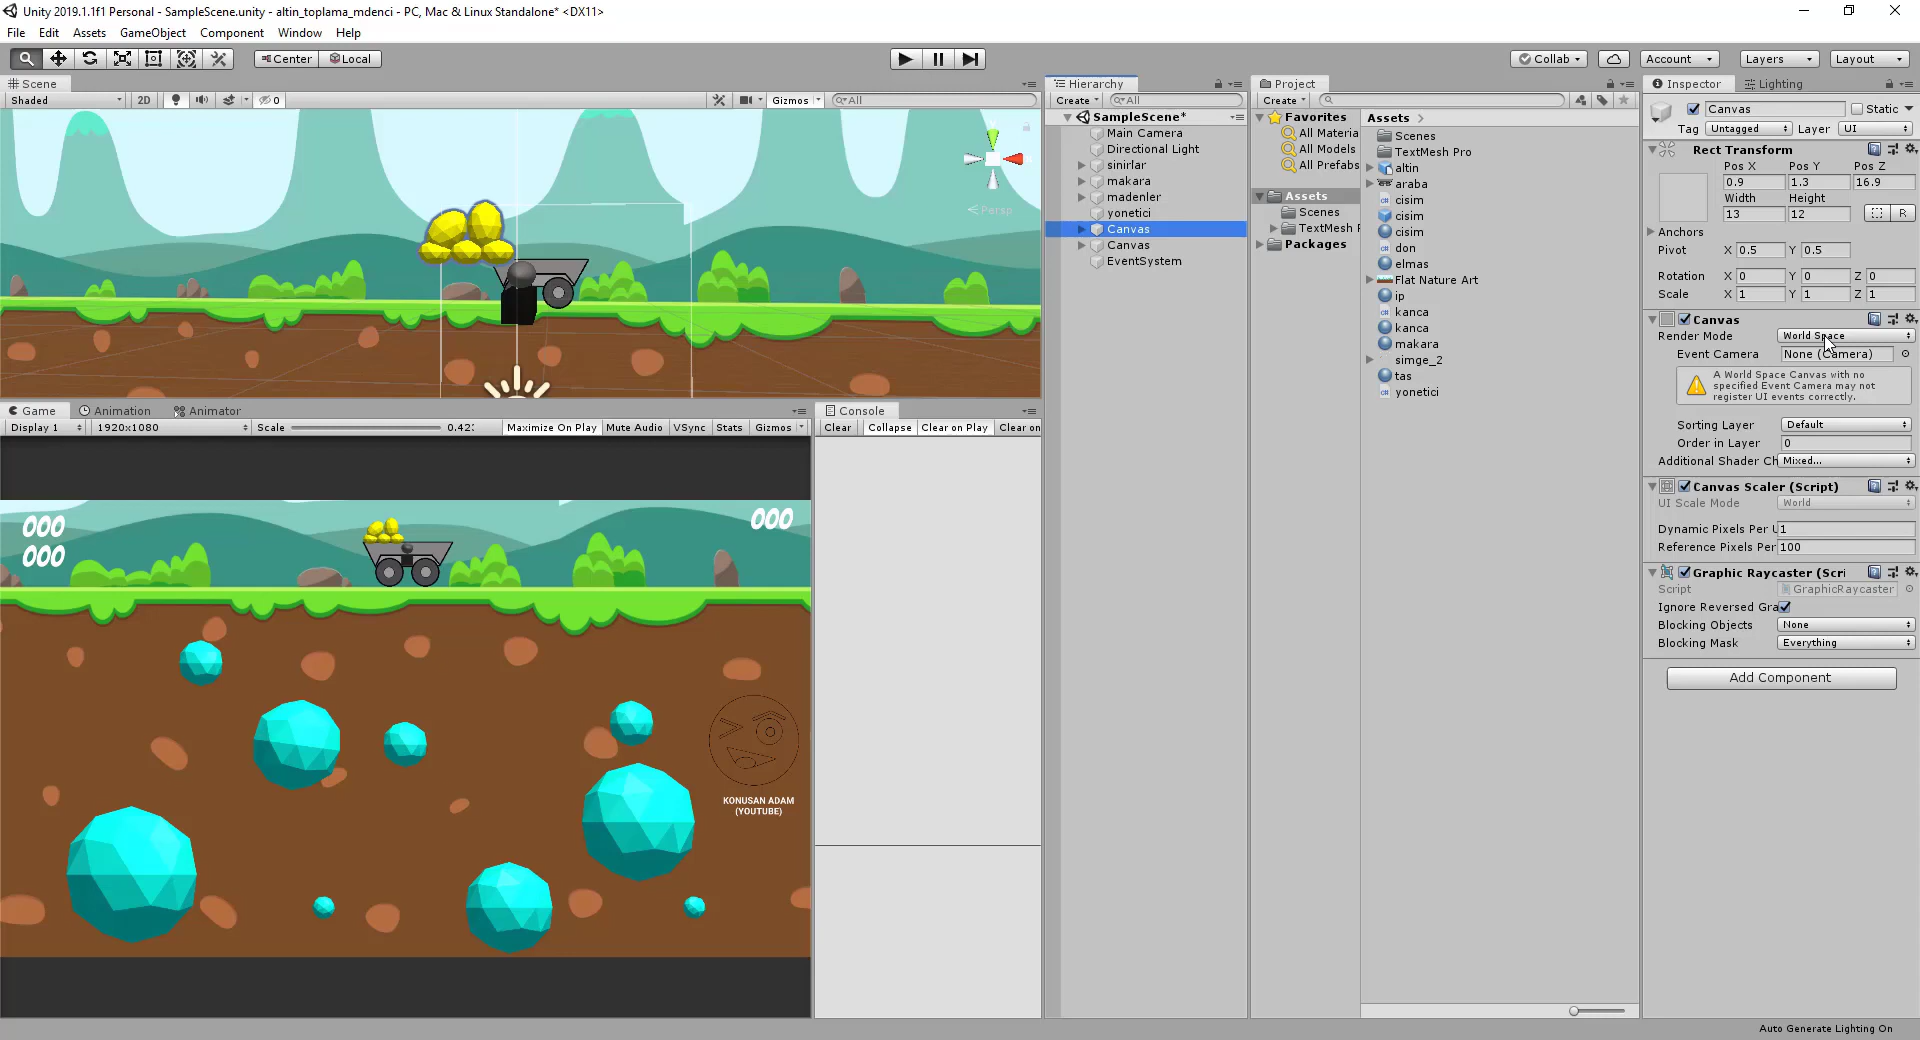 Unity 2019.1.1f1 Personal - SampleScene.unity - altin_toplama_mdenci - PC, Mac & Linux Standalone* <DX11>
File Edit Assets GameObject Component Window Help
Center Local
Collab Account Layers Layout
Scene
Shaded 2D 0 Gizmos All
Persp
Game Animation Animator
Display 1 1920x1080 Scale 0.42 Maximize On Play Mute Audio VSync Stats Gizmos
000
000
000
KONUSAN ADAM
(YOUTUBE)
Console
Clear Collapse Clear on Play Clear on
Hierarchy
Create All
SampleScene*
Main Camera
Directional Light
sinirlar
makara
madenler
yonetici
Canvas
Canvas
EventSystem
Project
Create
Favorites
All Materia
All Models
All Prefabs
Assets
Scenes
TextMesh P
Packages
Assets
Scenes
TextMesh Pro
altin
araba
cisim
cisim
cisim
don
elmas
Flat Nature Art
ip
kanca
kanca
makara
simge_2
tas
yonetici
Inspector Lighting
Canvas Static
Tag Untagged Layer UI
Rect Transform
Pos X Pos Y Pos Z
0.9 1.3 16.9
Width Height
13 12 R
Anchors
Pivot X 0.5 Y 0.5
Rotation X 0 Y 0 Z 0
Scale X 1 Y 1 Z 1
Canvas
Render Mode World Space
Event Camera None (Camera)
A World Space Canvas with no
specified Event Camera may not
register UI events correctly.
Sorting Layer Default
Order in Layer 0
Additional Shader Ch Mixed...
Canvas Scaler (Script)
UI Scale Mode World
Dynamic Pixels Per U 1
Reference Pixels Per 100
Graphic Raycaster (Scri
Script GraphicRaycaster
Ignore Reversed Gra
Blocking Objects None
Blocking Mask Everything
Add Component
Auto Generate Lighting On